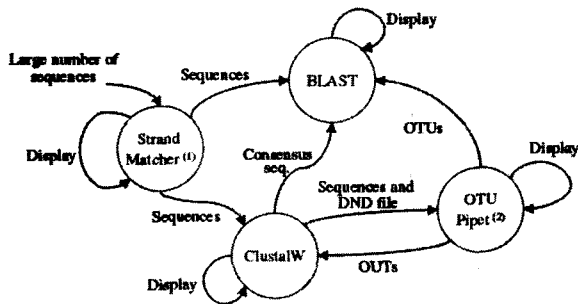 Display
Large number of
sequences
Sequences
BLAST
OTUs
Display
Strand
Matcher (1)
Display
Consensus
seq.
Sequences and
DND file
OTU
Pipet (2)
Sequences
ClustalW
OUTs
Display